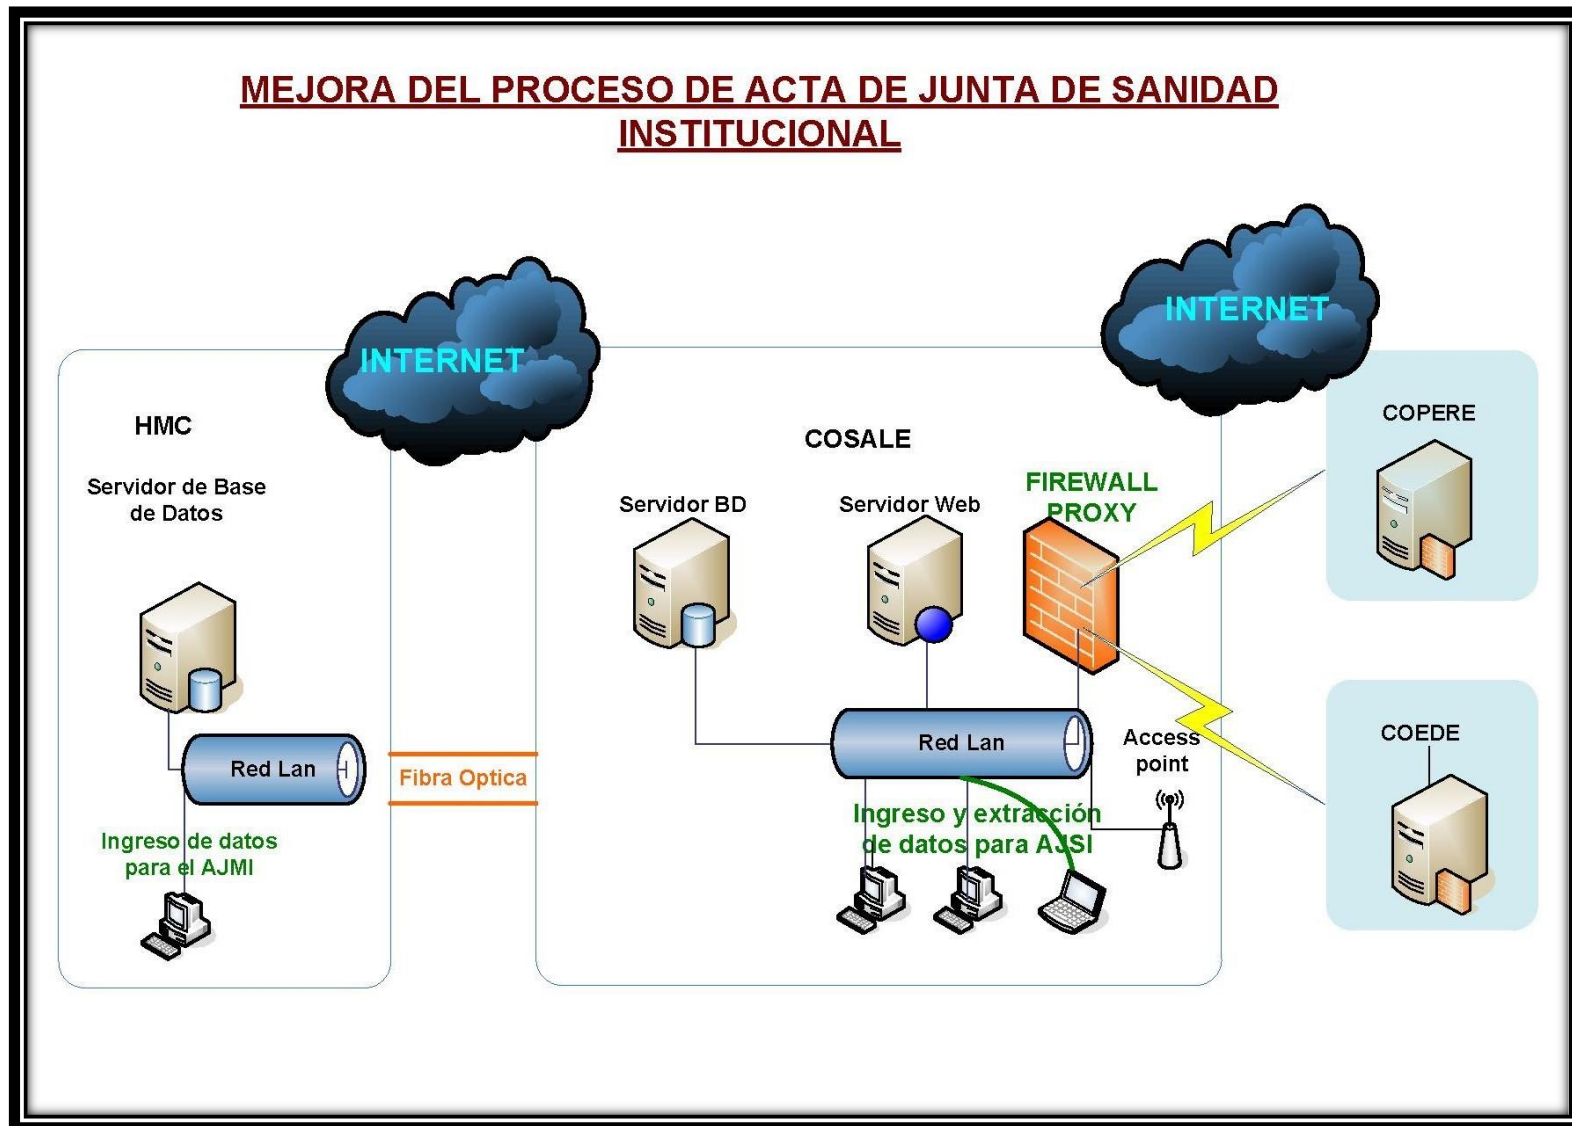 MEJORA DEL PROCESO DE ACTA DE JUNTA DE SANIDAD
INSTITUCIONAL
INTERNET
INTERNET
HMC
Servidor de Base
de Datos
Red Lan
Ingreso de datos
para el AJMI
Fibra Optica
COSALE
Servidor BD
Servidor Web
FIREWALL
PROXY
Red Lan
Access
point
Ingreso y extracción
de datos para AJSI
COPERE
COEDE